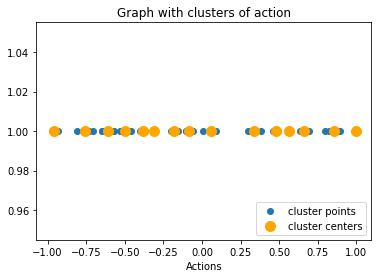 Graph with clusters of action
1.04
1.02
1.00
0.98
0.96
cluster points
cluster centers
−1.00 −0.75 −0.50 −0.25 0.00 0.25 0.50 0.75 1.00
Actions